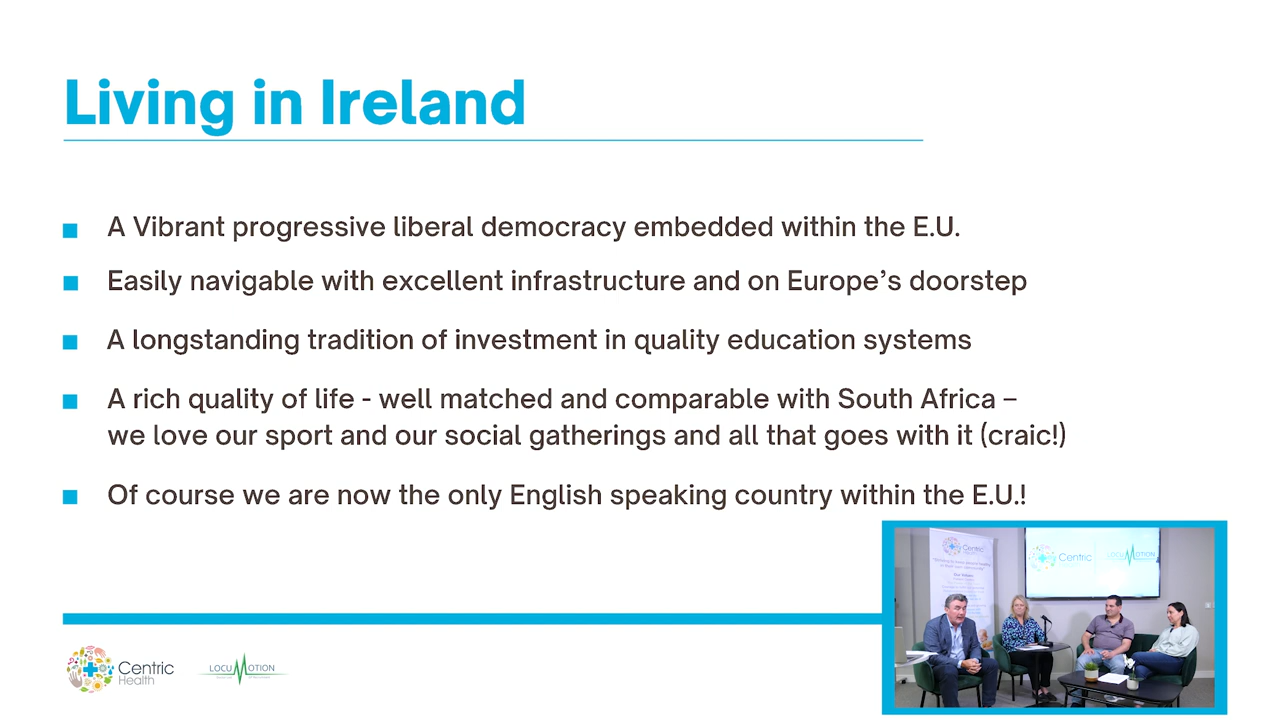 Living in Ireland
A Vibrant progressive liberal democracy embedded within the E.U.
Easily navigable with excellent infrastructure and on Europe’s doorstep
A longstanding tradition of investment in quality education systems
A rich quality of life - well matched and comparable with South Africa –
we love our sport and our social gatherings and all that goes with it (craic!)
Of course we are now the only English speaking country within the E.U.!
Centric
Health
LOCUMOTION
Centric
Centric
LOCUMOTION